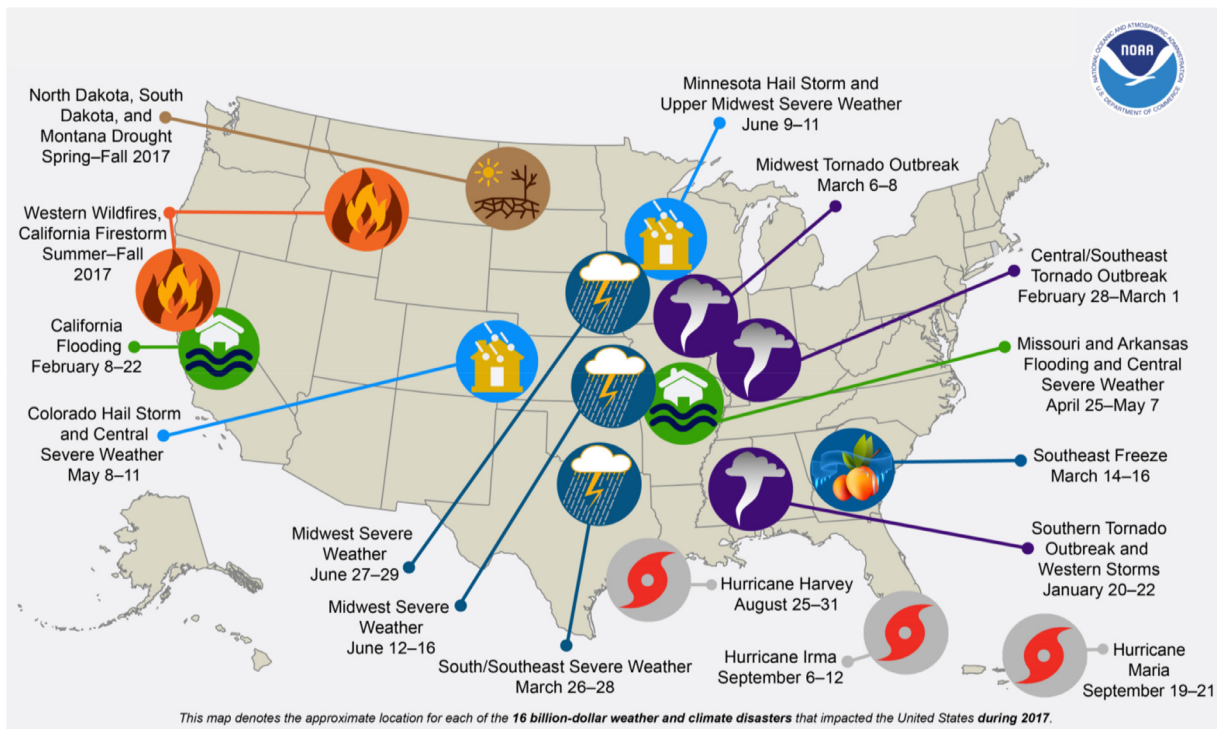 NOAA
NATIONAL OCEANIC AND ATMOSPHERIC ADMINISTRATION
U.S. DEPARTMENT OF COMMERCE
North Dakota, South
Dakota, and
Montana Drought
Spring–Fall 2017
Minnesota Hail Storm and
Upper Midwest Severe Weather
June 9–11
Midwest Tornado Outbreak
March 6–8
Western Wildfires,
California Firestorm
Summer–Fall
2017
Central/Southeast
Tornado Outbreak
February 28–March 1
California
Flooding
February 8–22
Missouri and Arkansas
Flooding and Central
Severe Weather
April 25–May 7
Colorado Hail Storm
and Central
Severe Weather
May 8–11
Southeast Freeze
March 14–16
Midwest Severe
Weather
June 27–29
Southern Tornado
Outbreak and
Western Storms
January 20–22
Midwest Severe
Weather
June 12–16
Hurricane Harvey
August 25–31
South/Southeast Severe Weather
March 26–28
Hurricane Irma
September 6–12
Hurricane
Maria
September 19–21
This map denotes the approximate location for each of the 16 billion-dollar weather and climate disasters that impacted the United States during 2017.